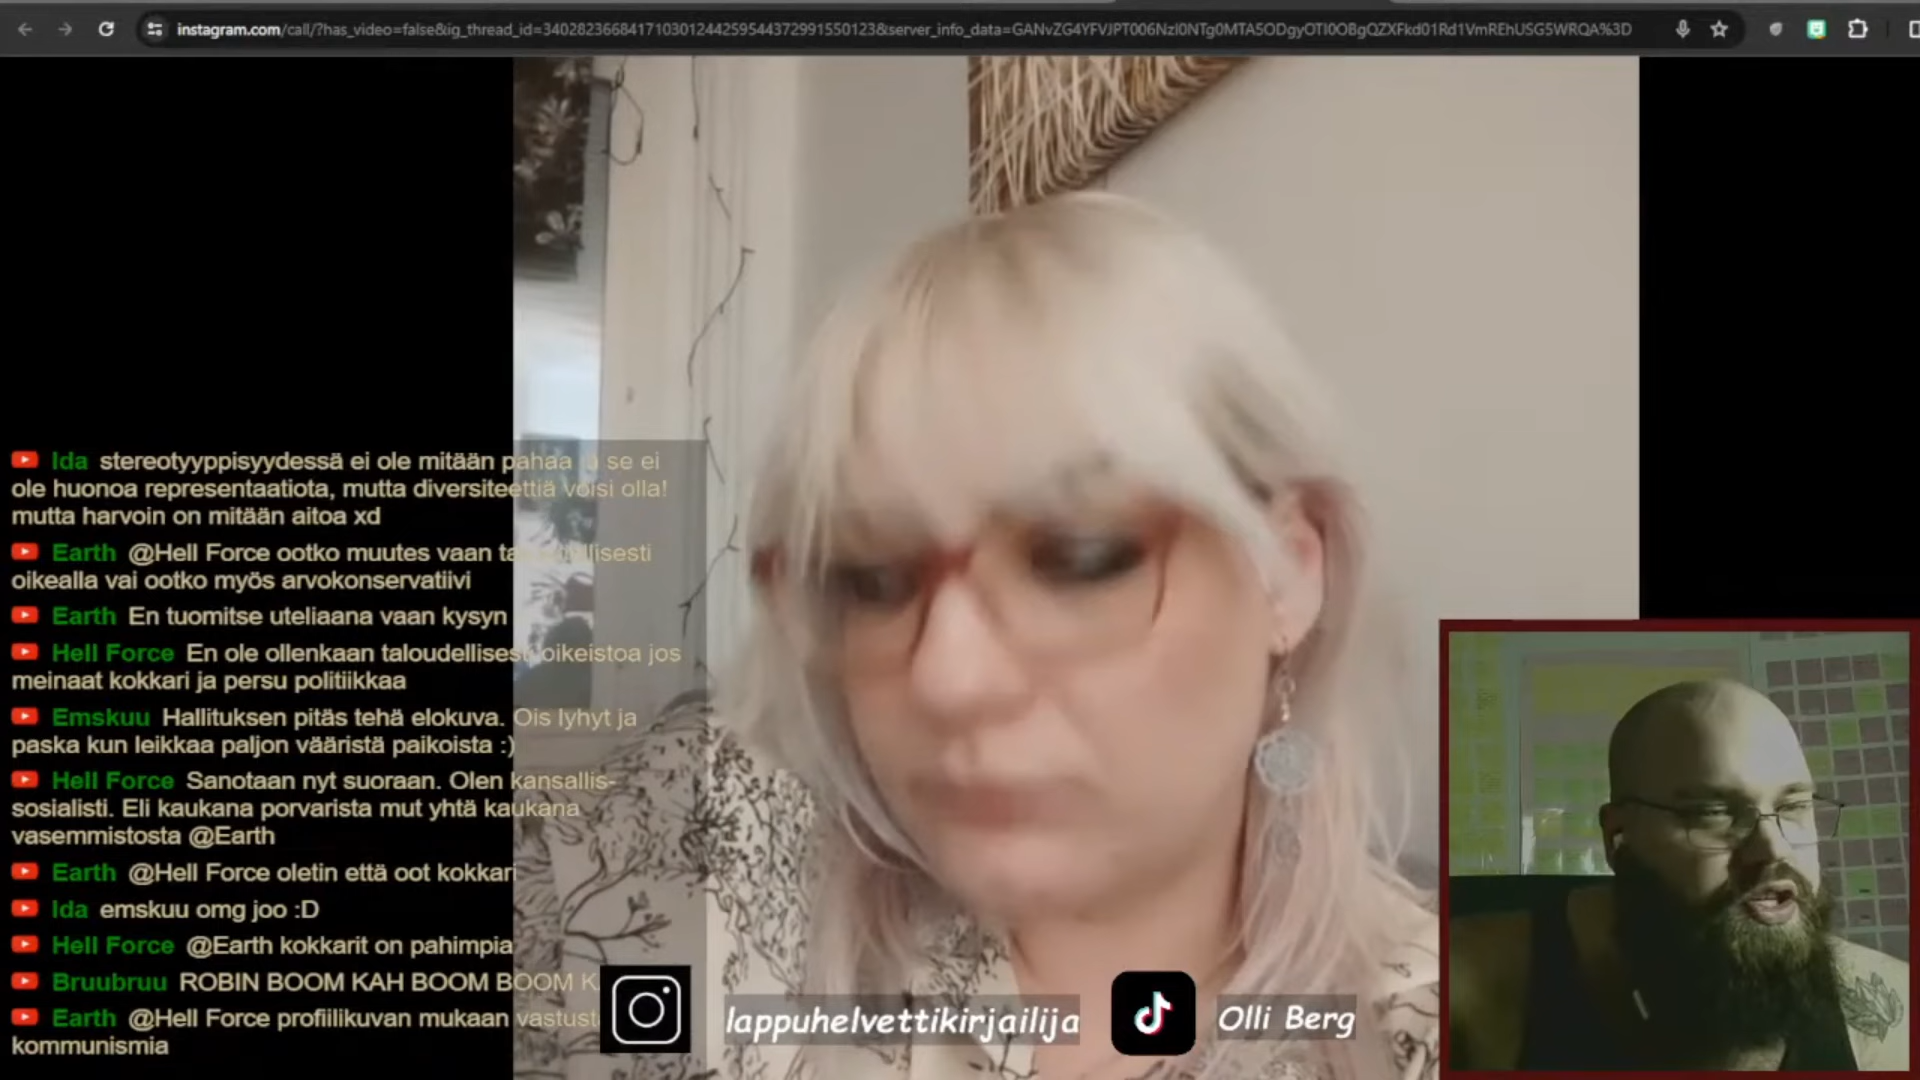 instagram.com/call/?has_video=false&ig_thread_id=340282366841710301244259544372991550123&server_info_data=
Ida stereotyyppisyydessä ei ole mitään pahaa ja se ei
ole huonoa representaatiota, mutta diversiteettiä voisi olla!
mutta harvoin on mitään aitoa xd
Earth @Hell Force ootko muutes vaan
oikealla vai ootko myös arvokonservatiivi
Earth En tuomitse uteliaana vaan kysyn
Hell Force En ole ollenkaan taloudellisesti oikeistoa jos
meinaat kokkari ja persu politiikkaa
Emskuu Hallituksen pitäs tehä elokuva. Ois lyhyt ja
paska kun leikkaa paljon vääristä paikoista :)
Hell Force Sanotaan nyt suoraan. Olen kansallis-
sosialisti. Eli kaukana porvarista mut yhtä kaukana
vasemmistosta @Earth
Earth @Hell Force oletin että oot kokkari
Ida emskuu omg joo :D
Hell Force @Earth kokkarit on pahimpia
Bruubruu ROBIN BOOM KAH BOOM BOOM K
Earth @Hell Force profiilikuvan mukaan vastust
kommunismia
lappuhelvettikirjailija
Olli Berg